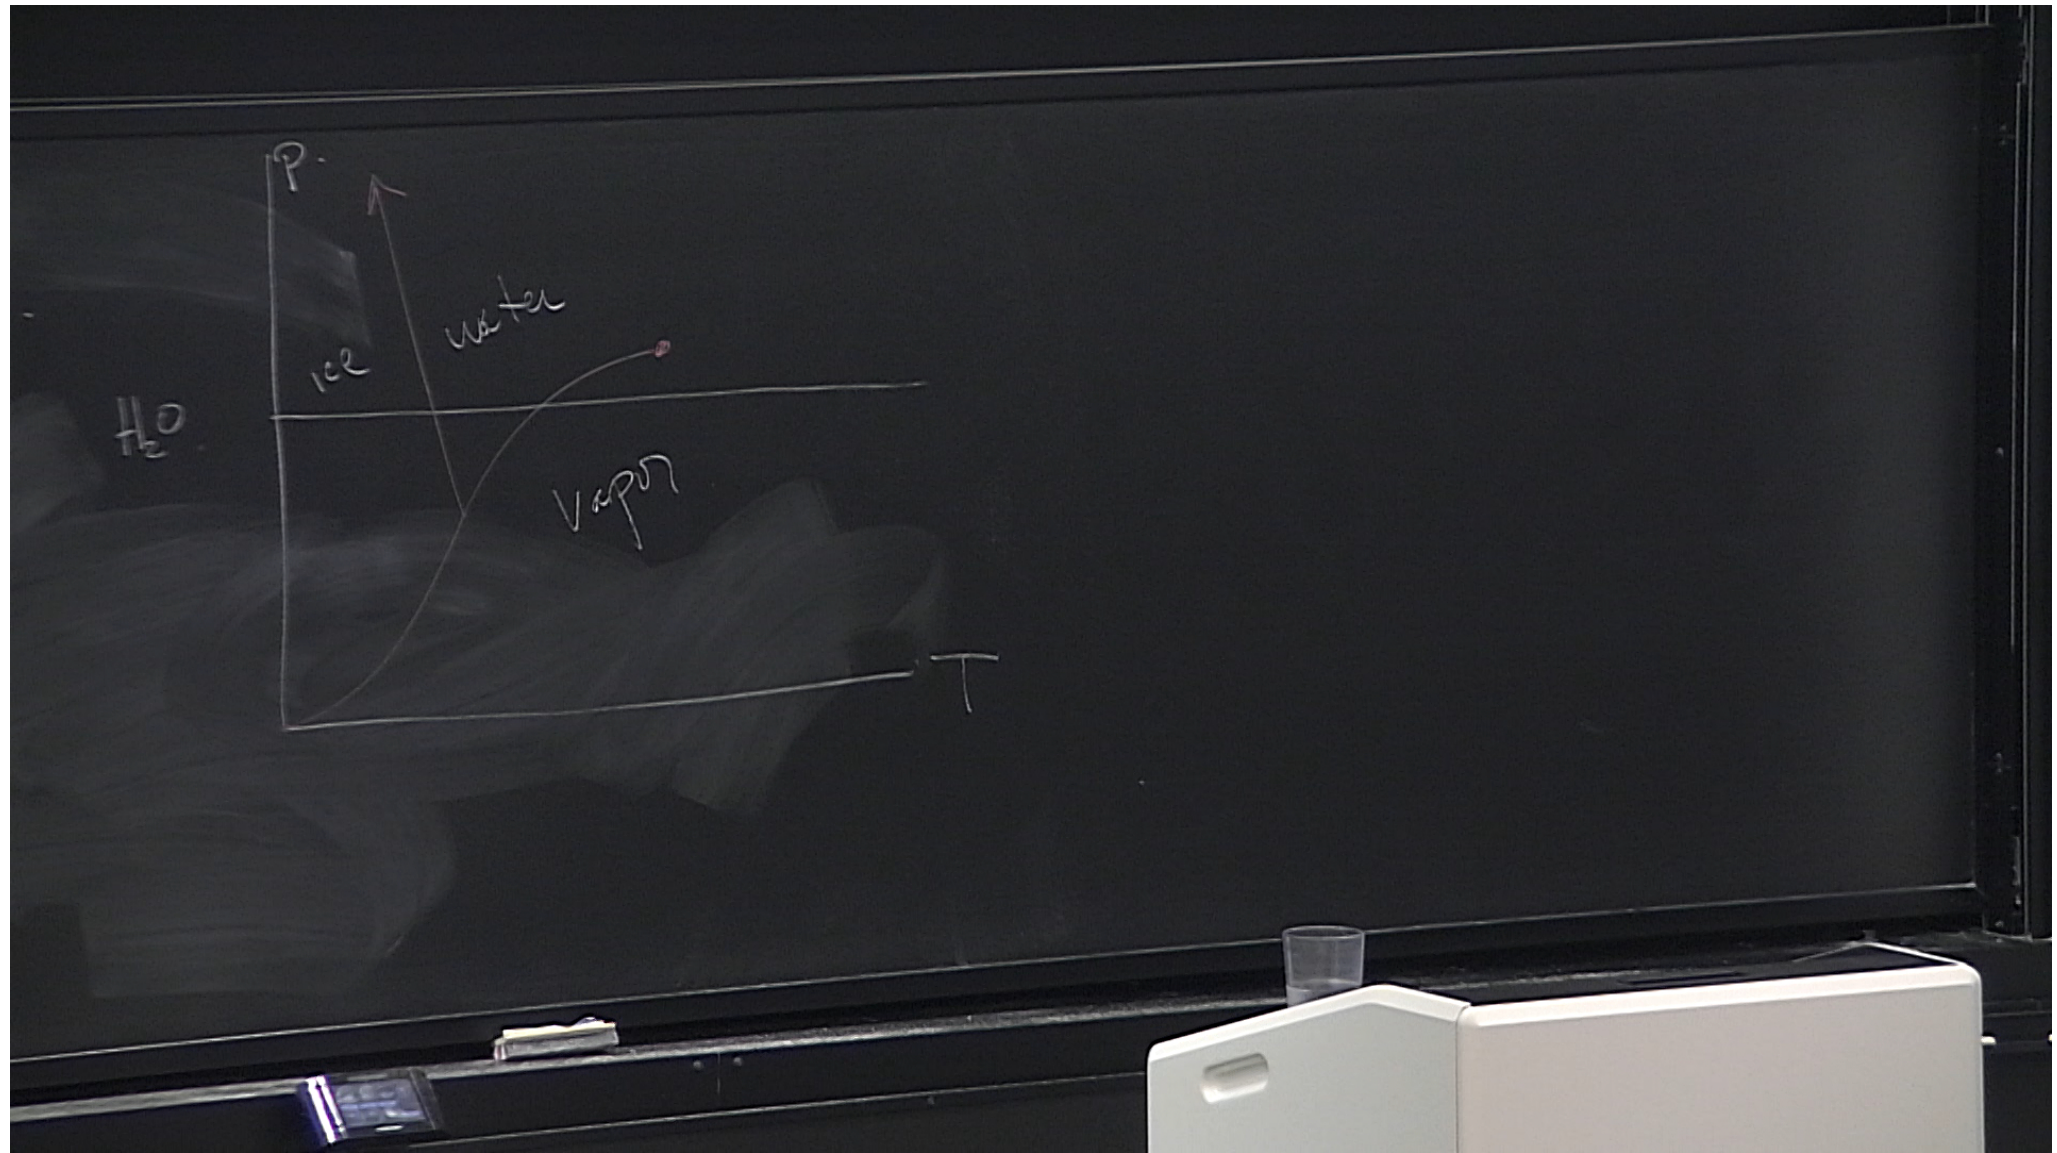 P.
water
ice
H₂O
vapor
T